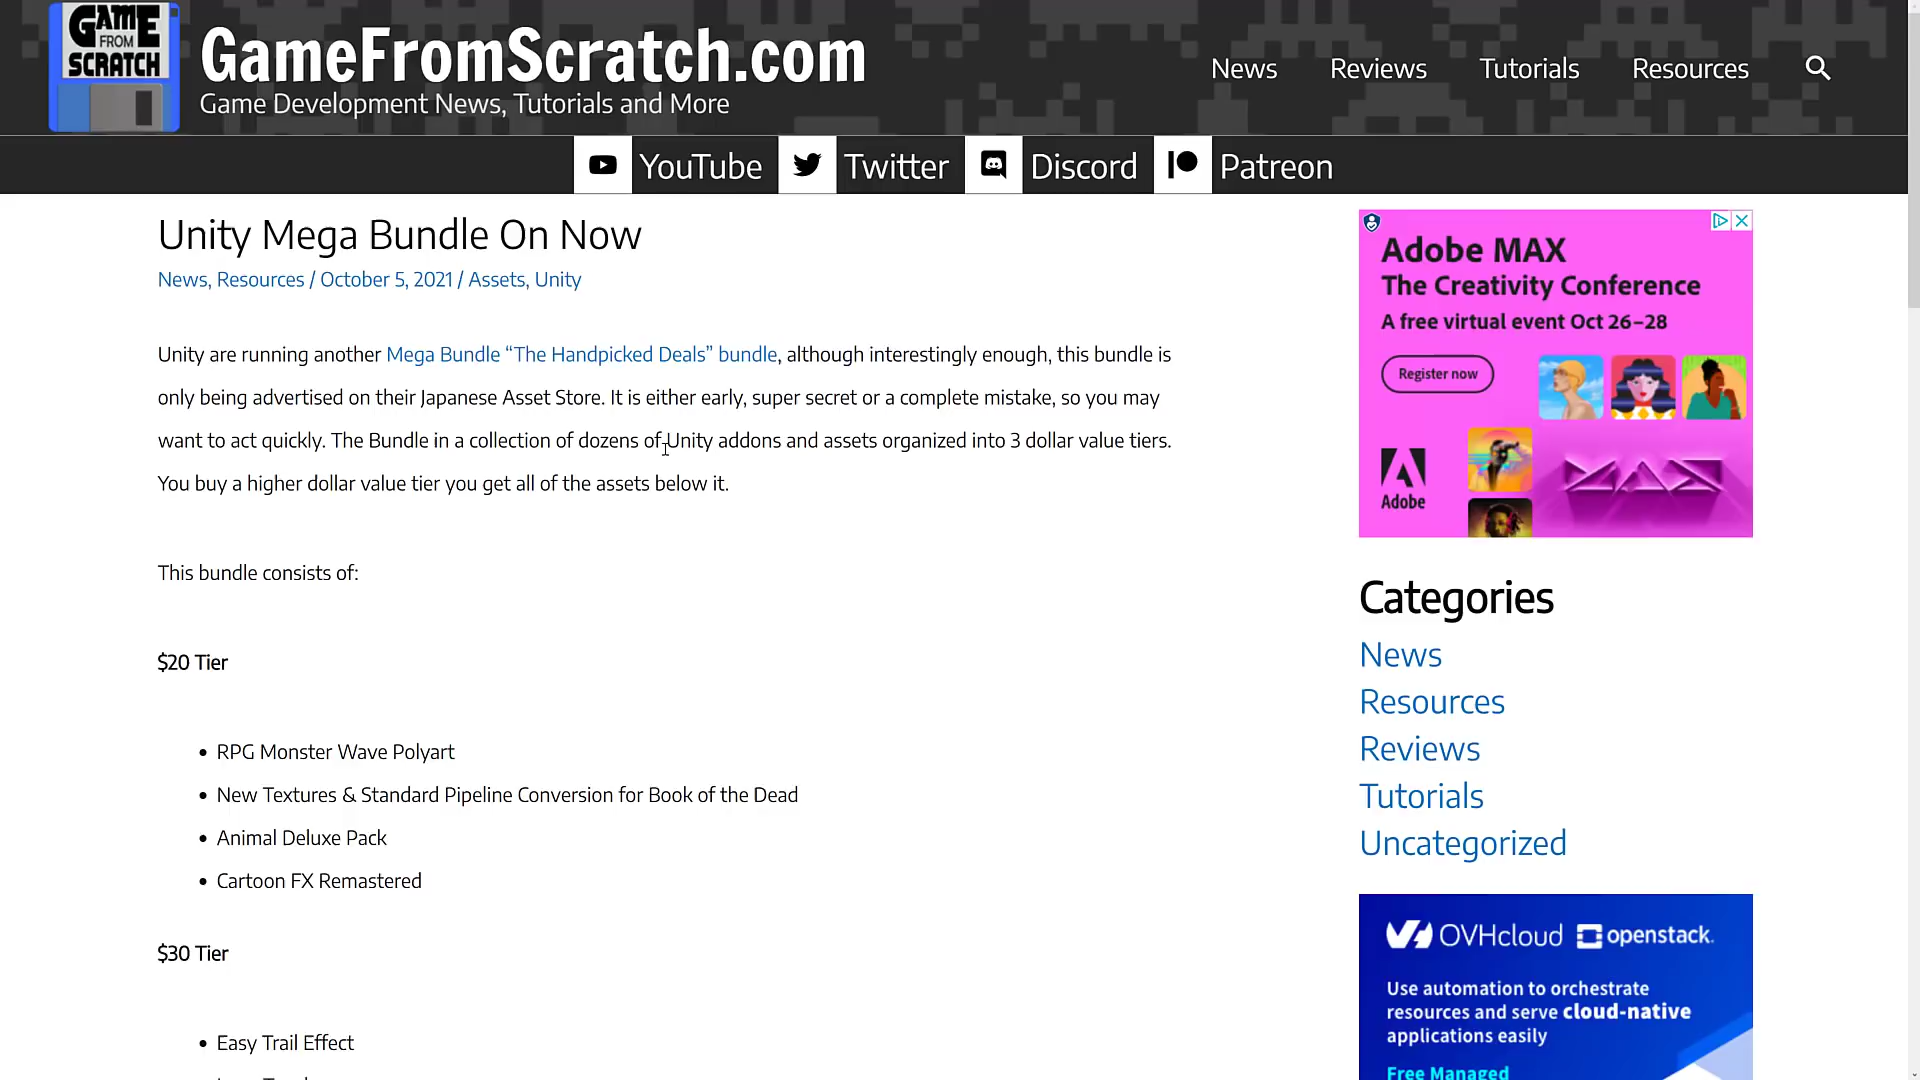 GAME
FROM
SCRATCH
GameFromScratch.com
Game Development News, Tutorials and More
News Reviews Tutorials Resources
YouTube Twitter Discord Patreon
Unity Mega Bundle On Now
News, Resources / October 5, 2021 / Assets, Unity
Unity are running another Mega Bundle “The Handpicked Deals” bundle, although interestingly enough, this bundle is
only being advertised on their Japanese Asset Store. It is either early, super secret or a complete mistake, so you may
want to act quickly. The Bundle in a collection of dozens of Unity addons and assets organized into 3 dollar value tiers.
You buy a higher dollar value tier you get all of the assets below it.
This bundle consists of:
$20 Tier
• RPG Monster Wave Polyart
• New Textures & Standard Pipeline Conversion for Book of the Dead
• Animal Deluxe Pack
• Cartoon FX Remastered
$30 Tier
• Easy Trail Effect
Adobe MAX
The Creativity Conference
A free virtual event Oct 26–28
Register now
Adobe
MAX
Categories
News
Resources
Reviews
Tutorials
Uncategorized
OVHcloud openstack.
Use automation to orchestrate
resources and serve cloud-native
applications easily
Free Managed